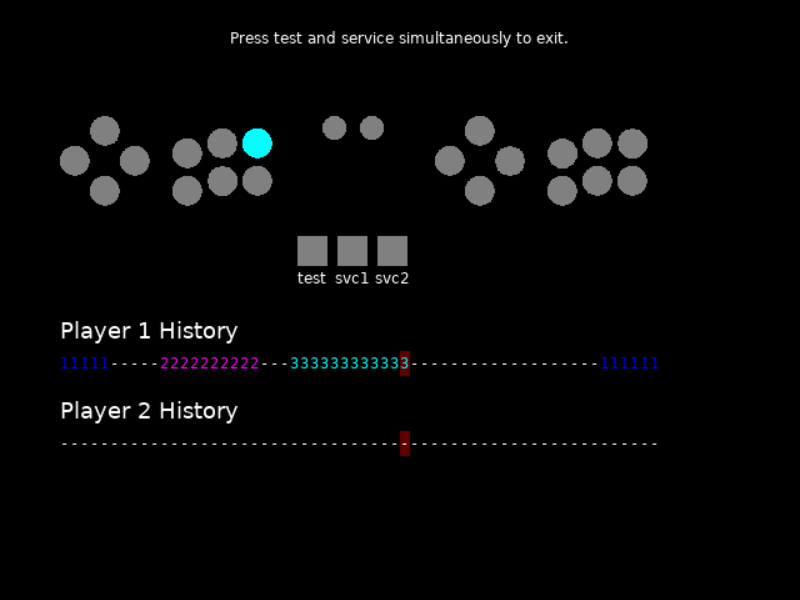 Press test and service simultaneously to exit.
test svc1 svc2
Player 1 History
11111-----2222222222---333333333333-------------------111111
Player 2 History
------------------------------------------------------------